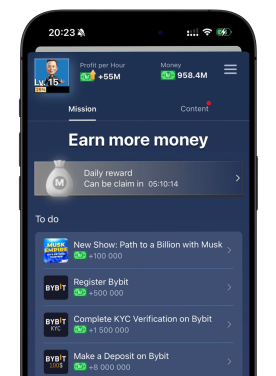 20:23
Profit per Hour
+55M
Money
958.4M
Lv. 15
Mission
Content
Earn more money
Daily reward
Can be claim in 05:10:14
M
To do
MUSK
EMPIRE
New Show: Path to a Billion with Musk
+100 000
BYBIT
Register Bybit
+500 000
BYBIT
KYC
Complete KYC Verification on Bybit
+1 500 000
BYBIT
100$
Make a Deposit on Bybit
+8 000 000